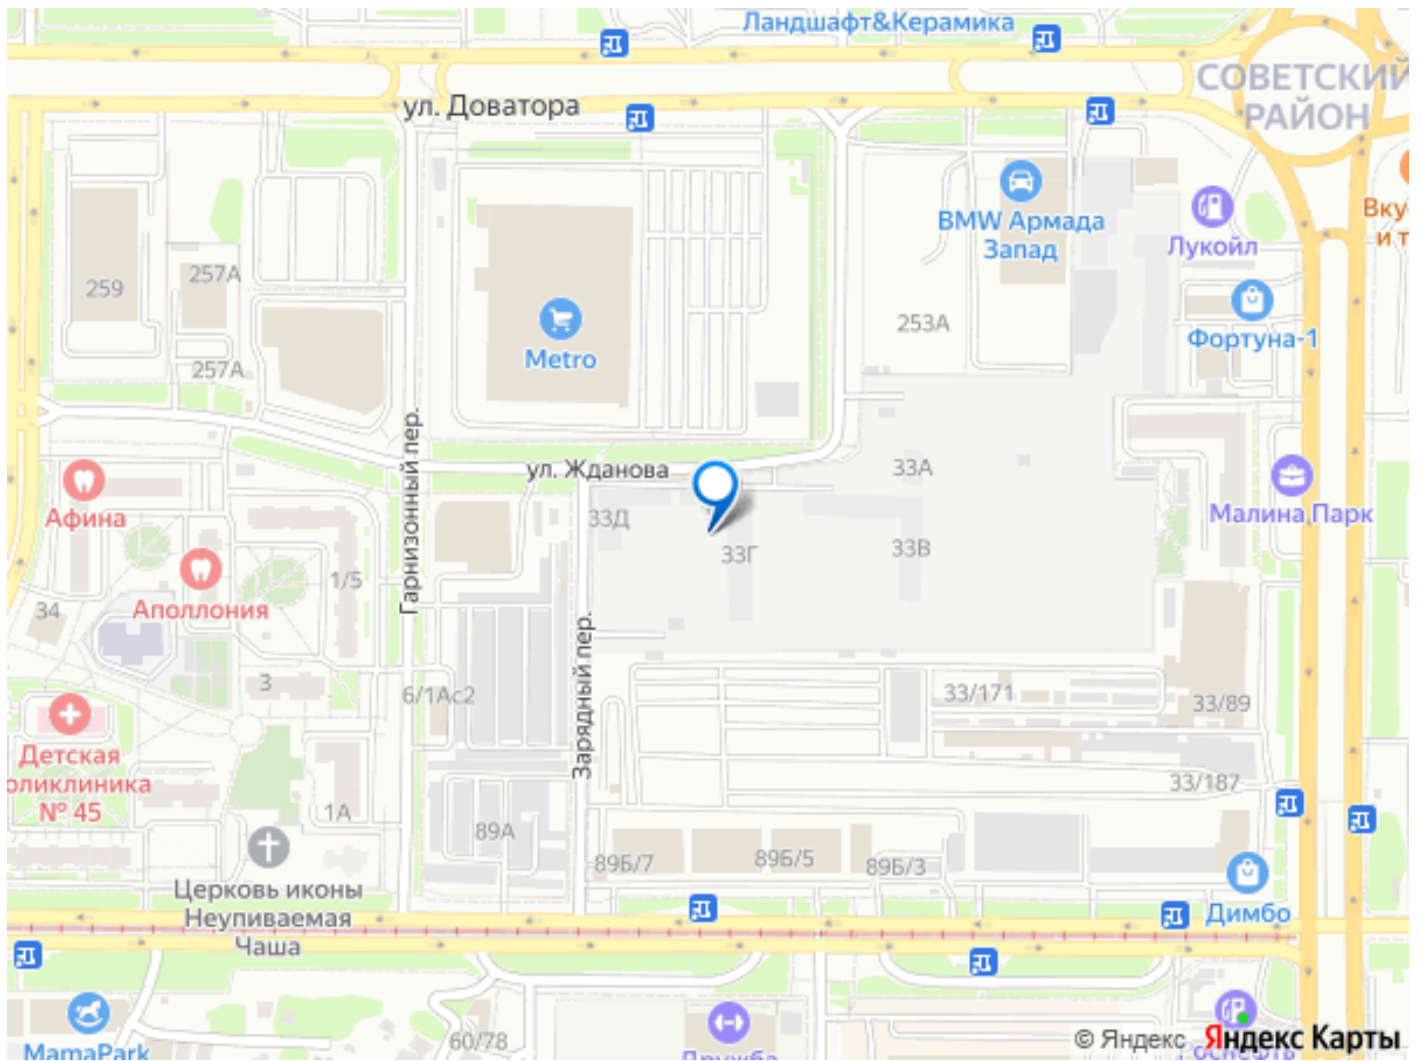 Ландшафт&Керамика
СОВЕТСКИЙ
РАЙОН
ул. Доватора
BMW Армада
Запад
Лукойл
Вку
и т
259
257А
253А
Фортуна-1
Metro
257А
Гарнизонный пер.
ул. Жданова
33А
Афина
33Д
Малина Парк
33Г
33В
1/5
Аполлония
34
Зарядный пер.
3
6/1Ас2
33/171
33/89
Детская
оликлиника
№ 45
33/187
1А
89А
89Б/7
89Б/5
89Б/3
Церковь иконы
Неупиваемая
Чаша
Димбо
60/78
MamaPark
Дружба
Роснефть
© Яндекс Яндекс Карты